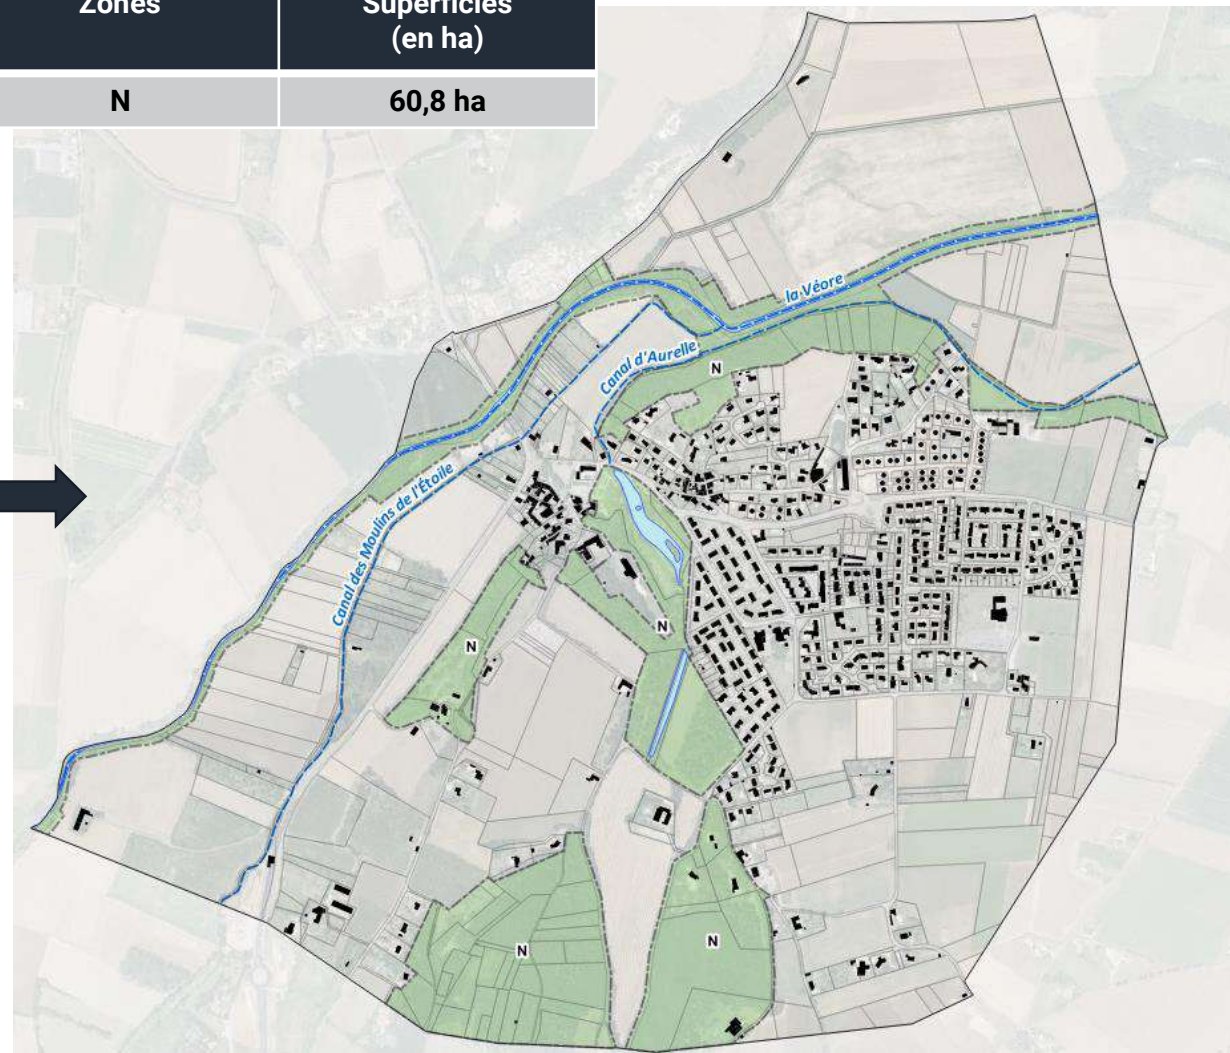 Zones
Superficies
(en ha)
N
60,8 ha
la Véore
Canal d'Aurelle
N
Canal des Moulins de l'Étoile
N
N
N
N